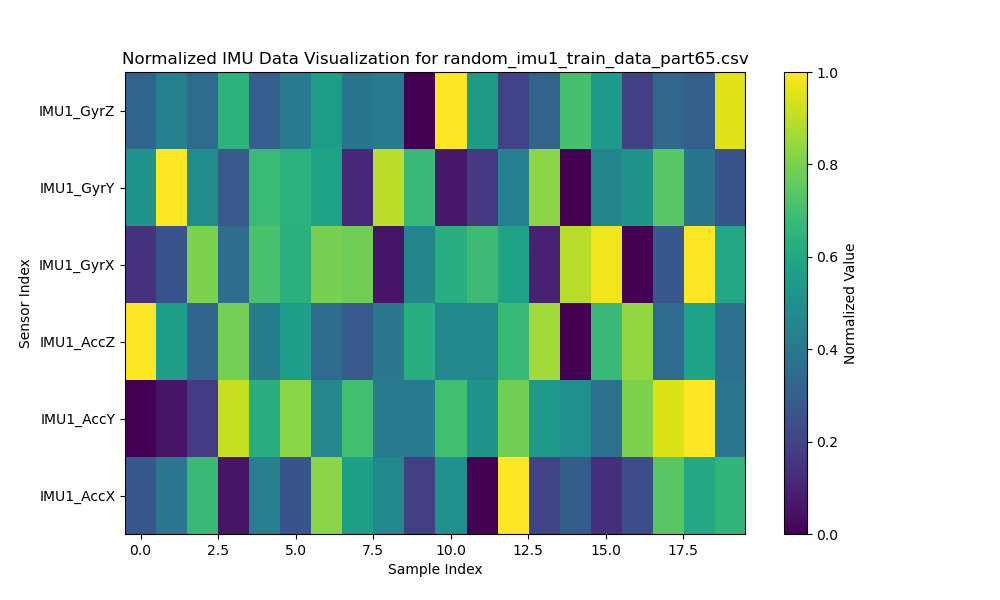 Normalized IMU Data Visualization for random_imu1_train_data_part65.csv
Sensor Index
IMU1_GyrZ
IMU1_GyrY
IMU1_GyrX
IMU1_AccZ
IMU1_AccY
IMU1_AccX
0.0 2.5 5.0 7.5 10.0 12.5 15.0 17.5
Sample Index
1.0
0.8
0.6
0.4
0.2
0.0
Normalized Value